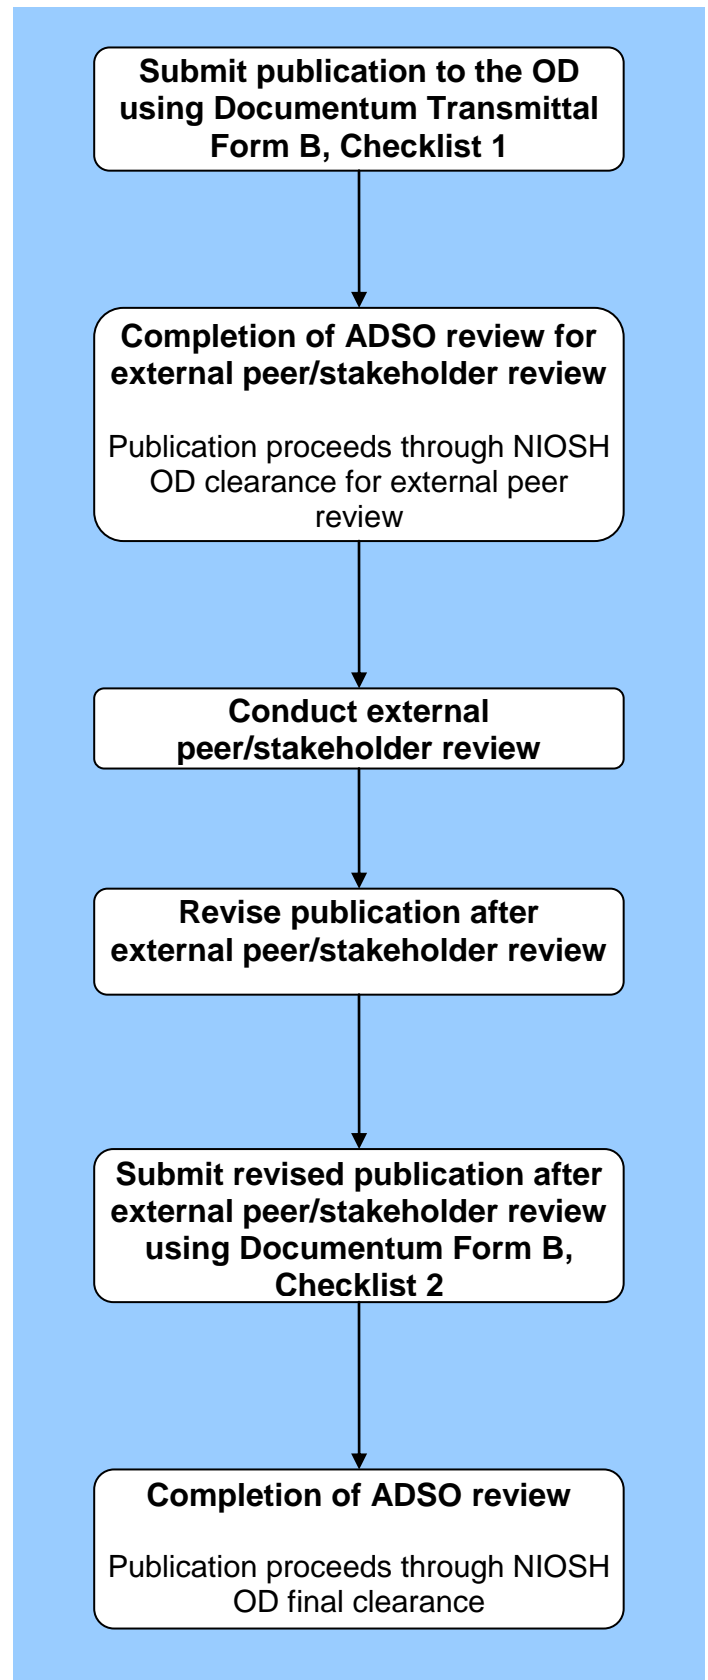 Submit publication to the OD
using Documentum Transmittal
Form B, Checklist 1
Completion of ADSO review for
external peer/stakeholder review
Publication proceeds through NIOSH
OD clearance for external peer
review
Conduct external
peer/stakeholder review
Revise publication after
external peer/stakeholder review
Submit revised publication after
external peer/stakeholder review
using Documentum Form B,
Checklist 2
Completion of ADSO review
Publication proceeds through NIOSH
OD final clearance